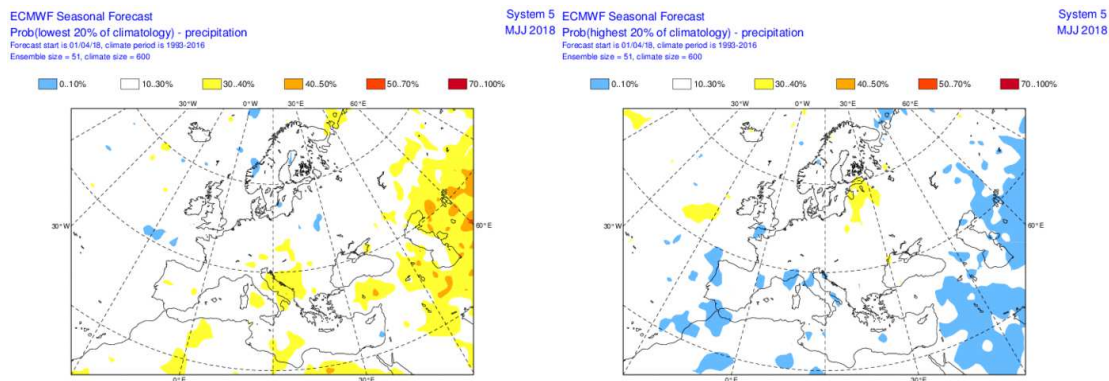 ECMWF Seasonal Forecast
System 5
Prob(lowest 20% of climatology) - precipitation
MJJ 2018
Forecast start is 01/04/18, climate period is 1993-2016
Ensemble size = 51, climate size = 600
0..10%
10..30%
30..40%
40..50%
50..70%
70..100%
30°W
0°W
30°E
60°E
30°W
60°E
0°E
30°E
ECMWF Seasonal Forecast
System 5
Prob(highest 20% of climatology) - precipitation
MJJ 2018
Forecast start is 01/04/18, climate period is 1993-2016
Ensemble size = 51, climate size = 600
0..10%
10..30%
30..40%
40..50%
50..70%
70..100%
30°W
0°W
30°E
60°E
30°W
60°E
0°E
30°E